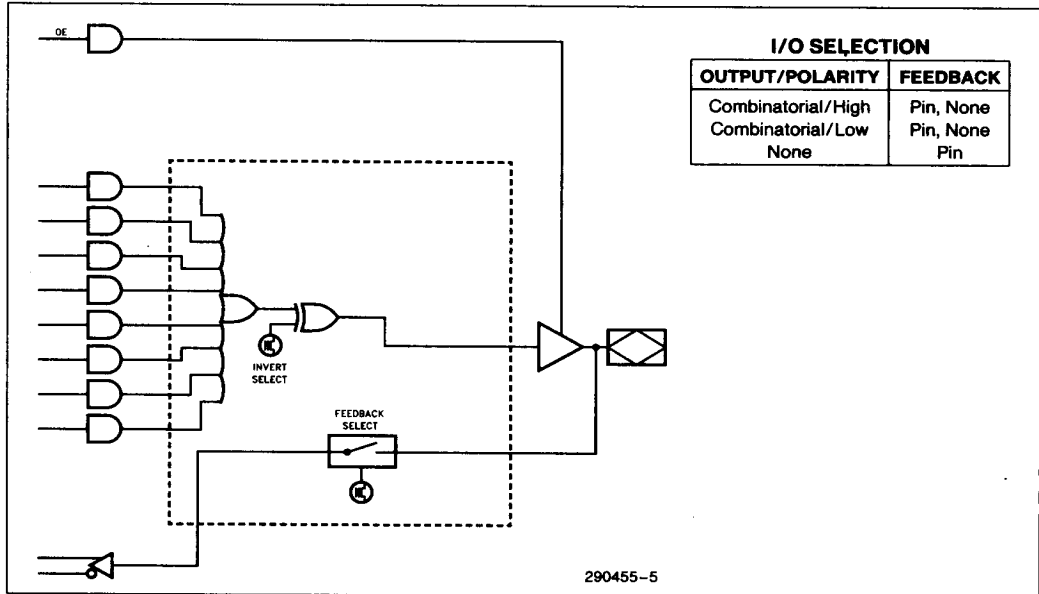 OE
I/O SELECTION
OUTPUT/POLARITY FEEDBACK
Combinatorial/High Pin, None
Combinatorial/Low Pin, None
None Pin
INVERT
SELECT
FEEDBACK
SELECT
290455-5